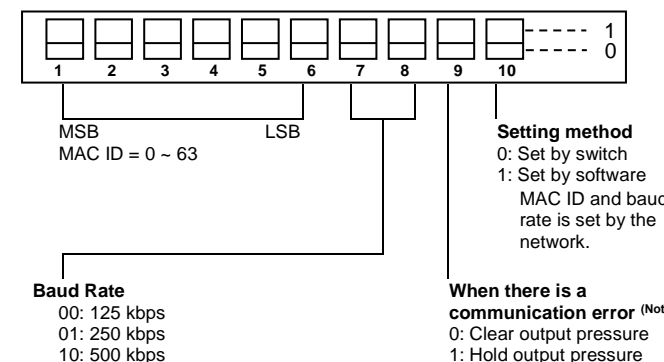 1
0
1 2 3 4 5 6 7 8 9 10
MSB LSB
MAC ID = 0 ~ 63
Setting method
0: Set by switch
1: Set by software
MAC ID and baud
rate is set by the
network.
Baud Rate
00: 125 kbps
01: 250 kbps
10: 500 kbps
When there is a
communication error (Not
0: Clear output pressure
1: Hold output pressure